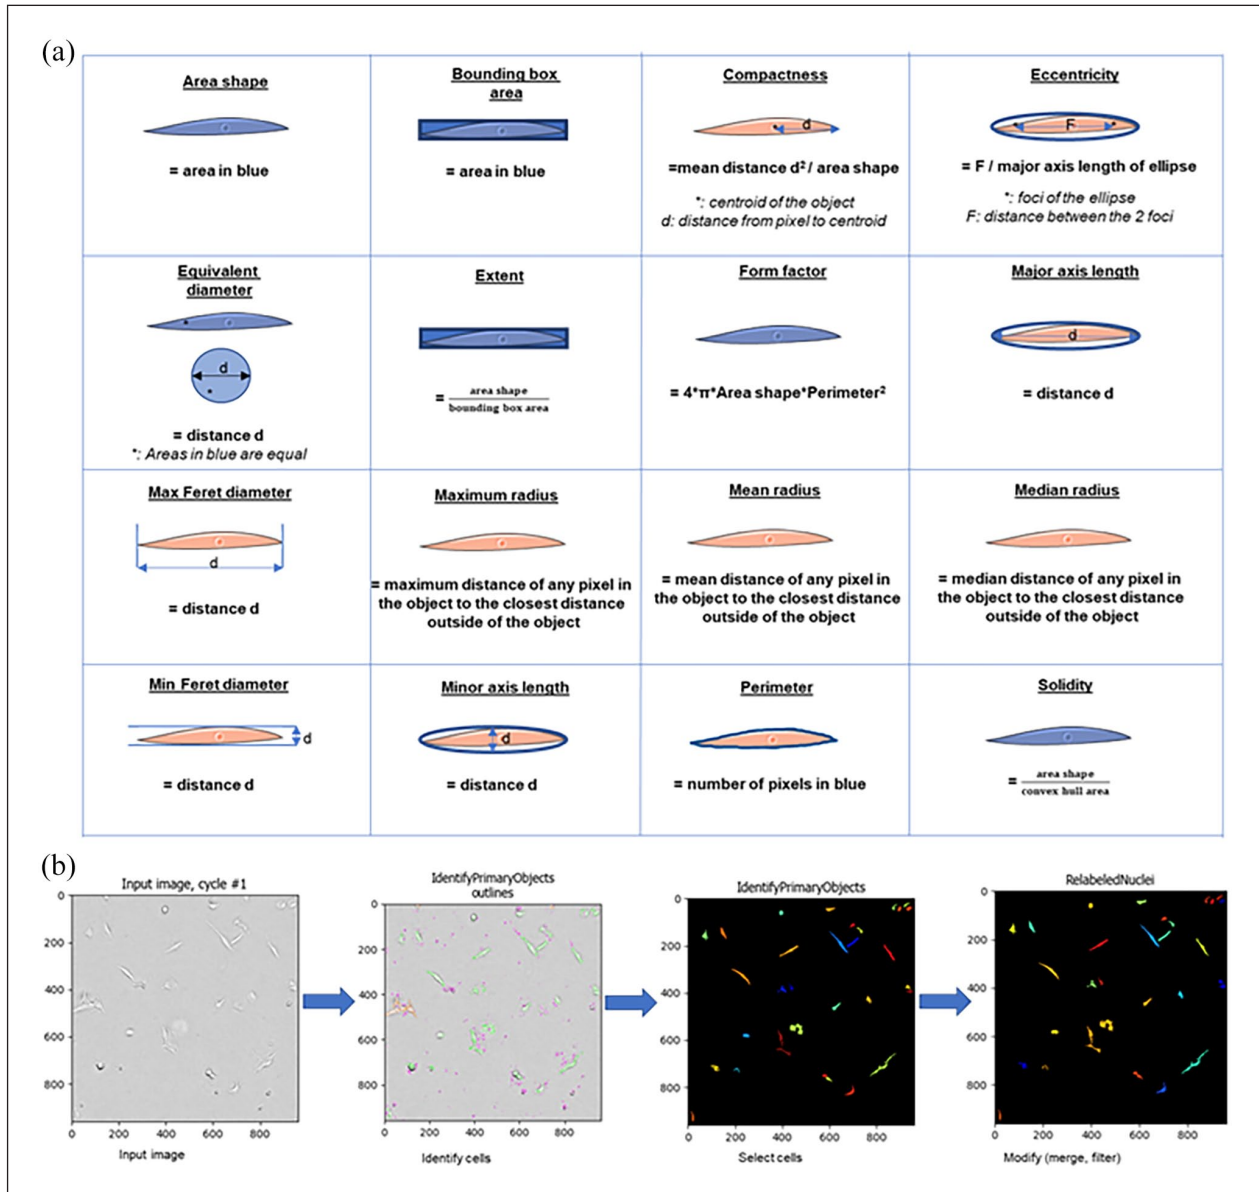 (a)
Area shape
= area in blue
Bounding box
area
= area in blue
Compactness
d
=mean distance d² / area shape
*: centroid of the object
d: distance from pixel to centroid
Eccentricity
F
= F / major axis length of ellipse
*: foci of the ellipse
F: distance between the 2 foci
Equivalent
diameter
d
= distance d
*: Areas in blue are equal
Extent
= area shape / bounding box area
Form factor
= 4*π*Area shape*Perimeter²
Major axis length
d
= distance d
Max Feret diameter
d
= distance d
Maximum radius
= maximum distance of any pixel in
the object to the closest distance
outside of the object
Mean radius
= mean distance of any pixel in
the object to the closest distance
outside of the object
Median radius
= median distance of any pixel in
the object to the closest distance
outside of the object
Min Feret diameter
d
= distance d
Minor axis length
d
= distance d
Perimeter
= number of pixels in blue
Solidity
= area shape / convex hull area
(b)
Input image, cycle #1
0
200
400
600
800
0 200 400 600 800
Input image
IdentifyPrimaryObjects
outlines
0
200
400
600
800
0 200 400 600 800
Identify cells
IdentifyPrimaryObjects
0
200
400
600
800
0 200 400 600 800
Select cells
RelabeledNuclei
0
200
400
600
800
0 200 400 600 800
Modify (merge, filter)